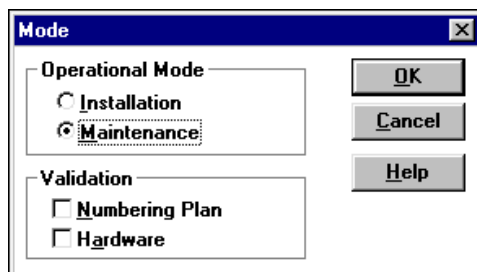 Mode
Operational Mode
Installation
Maintenance
Validation
Numbering Plan
Hardware
OK
Cancel
Help